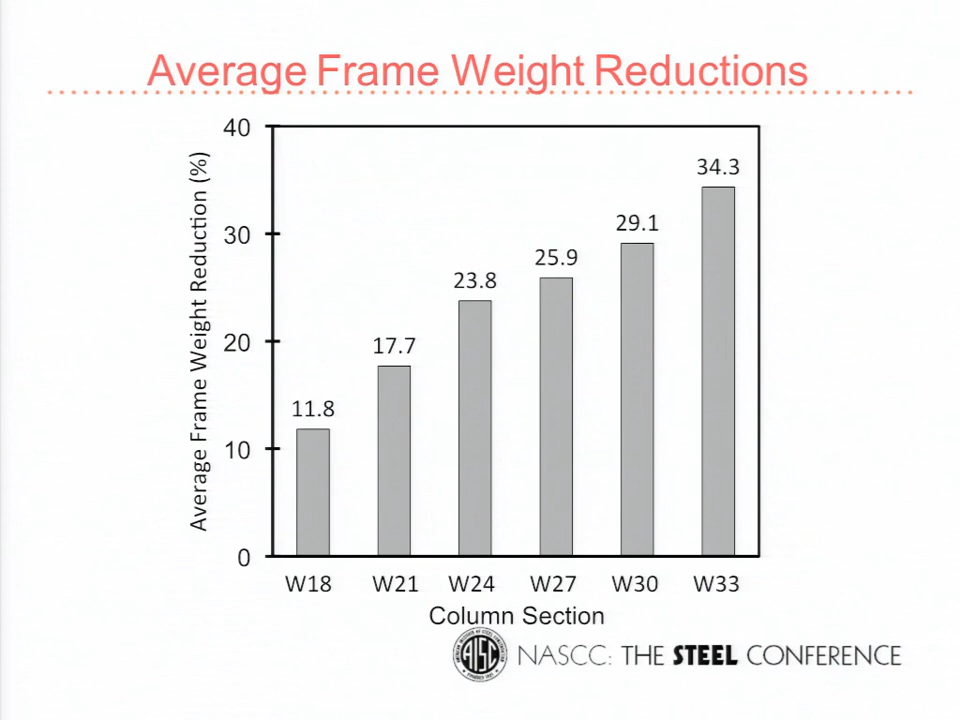 Average Frame Weight Reductions
Average Frame Weight Reduction (%)
40
30
20
10
0
11.8
17.7
23.8
25.9
29.1
34.3
W18 W21 W24 W27 W30 W33
Column Section
AISC
NASCC: THE STEEL CONFERENCE